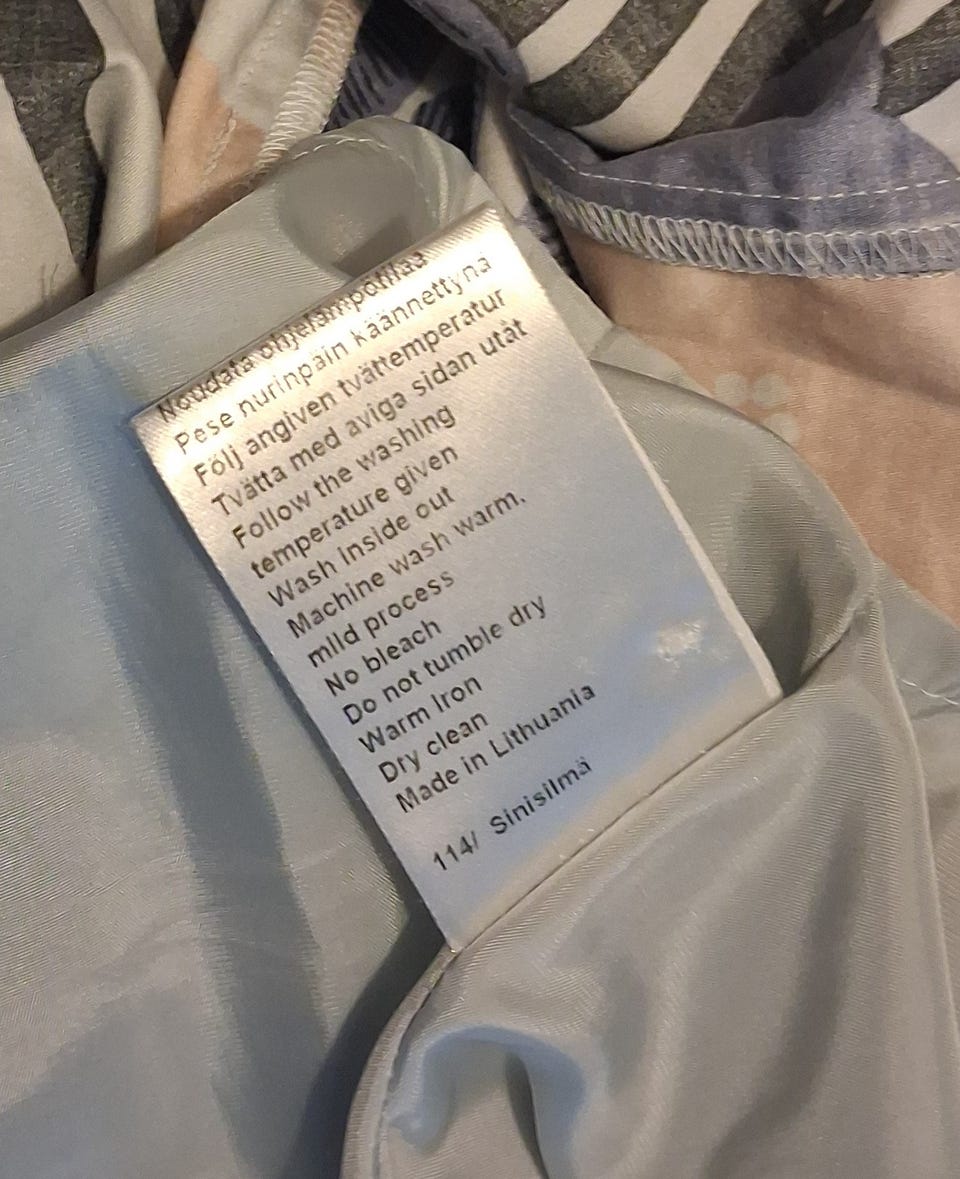 Noudata ohjelämpötilaa
Pese nurinpäin käännettynä
Följ angiven tvättemperatur
Tvätta med aviga sidan utåt
Follow the washing
temperature given
Wash inside out
Machine wash warm,
mild process
No bleach
Do not tumble dry
Warm Iron
Dry clean
Made in Lithuania
114/ Sinisilmä